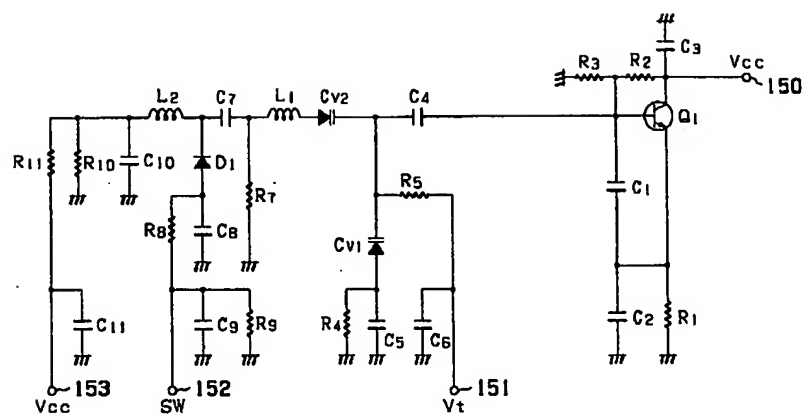 C3
R3 R2 Vcc
150
L2 C7 L1 CV2 C4 Q1
R11 R10 C10 D1
R5 C1
R8 C8 R7
CV1
C11 C9 R9 R4 C5 C6 C2 R1
153 152 151
Vcc SW Vt